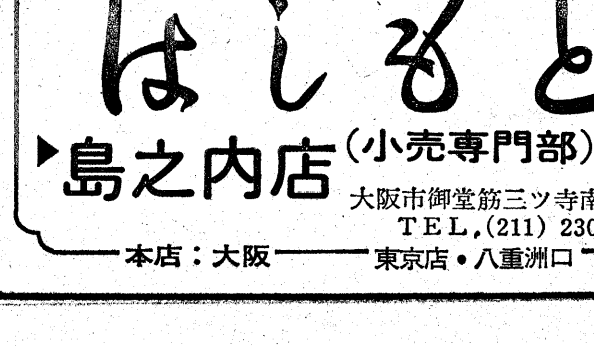 はしもと
▶島之内店(小売専門部)
大阪市御堂筋三ツ寺南
TEL.(211) 230
本店:大阪 東京店•八重洲口